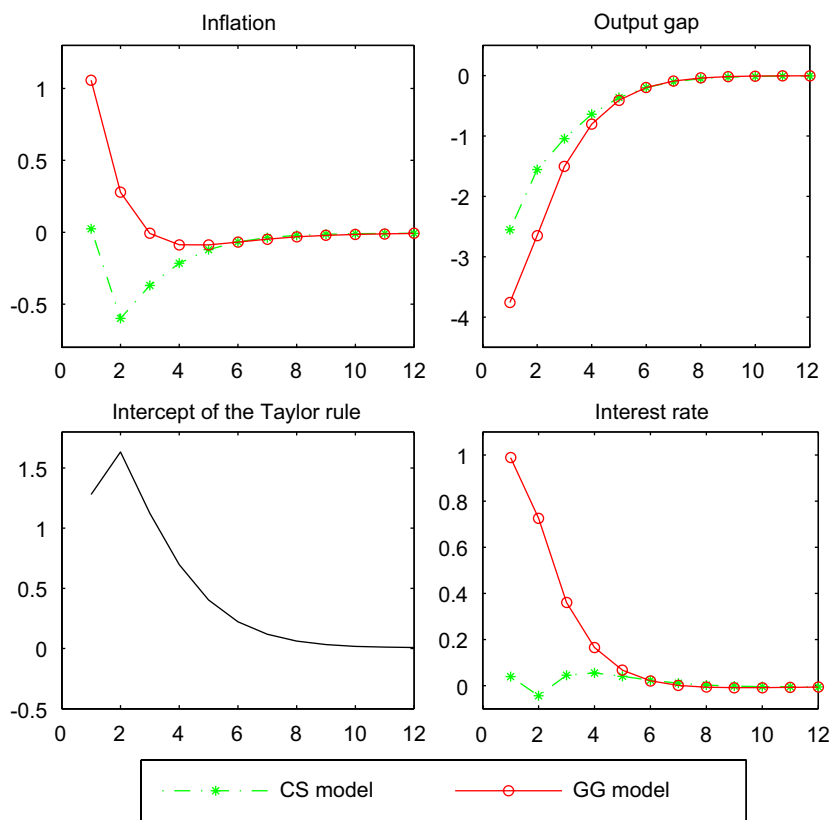 Inflation
Output gap
1
0.5
0
-0.5
0 2 4 6 8 10 12
0
-1
-2
-3
-4
0 2 4 6 8 10 12
Intercept of the Taylor rule
Interest rate
1.5
1
0.5
0
-0.5
0 2 4 6 8 10 12
1
0.8
0.6
0.4
0.2
0
0 2 4 6 8 10 12
CS model
GG model